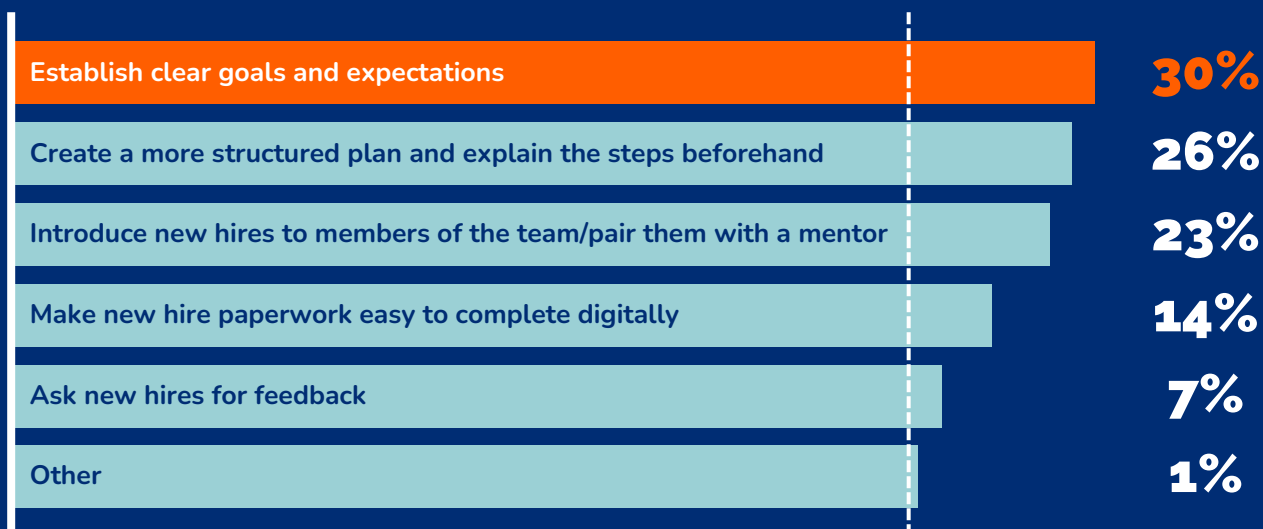 Establish clear goals and expectations 30%
Create a more structured plan and explain the steps beforehand 26%
Introduce new hires to members of the team/pair them with a mentor 23%
Make new hire paperwork easy to complete digitally 14%
Ask new hires for feedback 7%
Other 1%